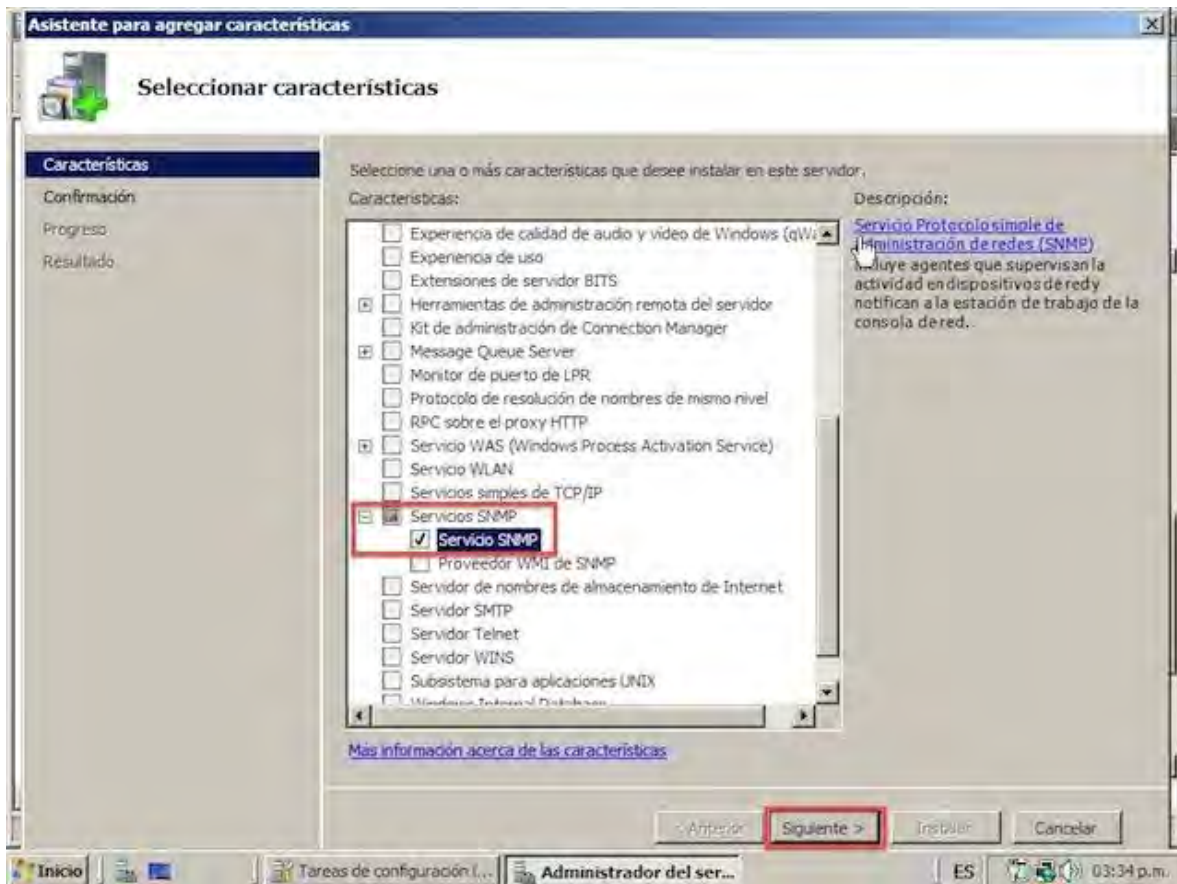 Asistente para agregar características
Seleccionar características
Características
Confirmación
Progreso
Resultado
Seleccione una o más características que desee instalar en este servidor.
Características:
Experiencia de calidad de audio y vídeo de Windows (qWa
Experiencia de uso
Extensiones de servidor BITS
Herramientas de administración remota del servidor
Kit de administración de Connection Manager
Message Queue Server
Monitor de puerto de LPR
Protocolo de resolución de nombres de mismo nivel
RPC sobre el proxy HTTP
Servicio WAS (Windows Process Activation Service)
Servicio WLAN
Servicios simples de TCP/IP
Servicios SNMP
Servicio SNMP
Proveedor WMI de SNMP
Servidor de nombres de almacenamiento de Internet
Servidor SMTP
Servidor Telnet
Servidor WINS
Subsistema para aplicaciones UNIX
Windows Internal Database
Más información acerca de las características
Descripción:
Servicio Protocolo simple de
administración de redes (SNMP)
incluye agentes que supervisan la
actividad en dispositivos de red y
notifican a la estación de trabajo de la
consola de red.
< Anterior
Siguiente >
Instalar
Cancelar
Inicio
Tareas de configuración (...
Administrador del ser...
ES
03:34 p.m.